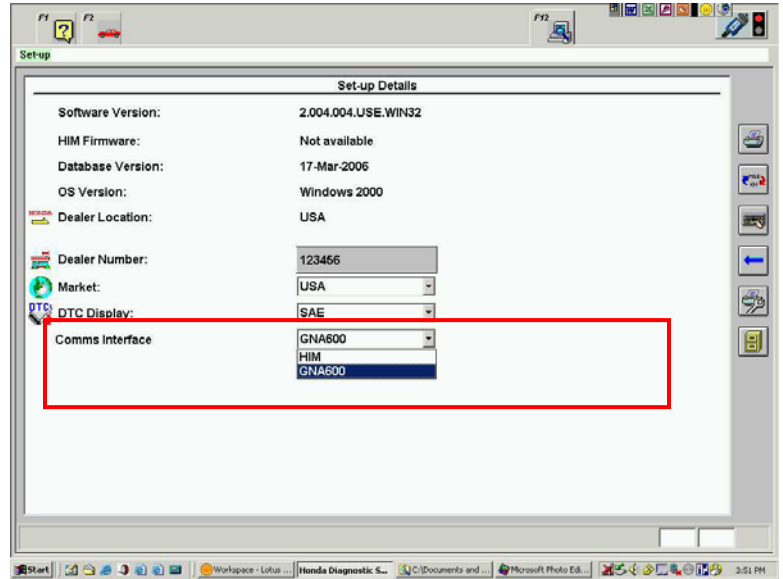 F1 F2 F12
Set-up
Set-up Details
Software Version: 2.004.004.USE.WIN32
HIM Firmware: Not available
Database Version: 17-Mar-2006
OS Version: Windows 2000
HONDA Dealer Location: USA
Dealer Number: 123456
Market: USA
DTCs DTC Display: SAE
Comms Interface GNA600
HIM
GNA600
Start Workspace - Lotus ... Honda Diagnostic S... C:\Documents and ... Microsoft Photo Edi... 3:51 PM